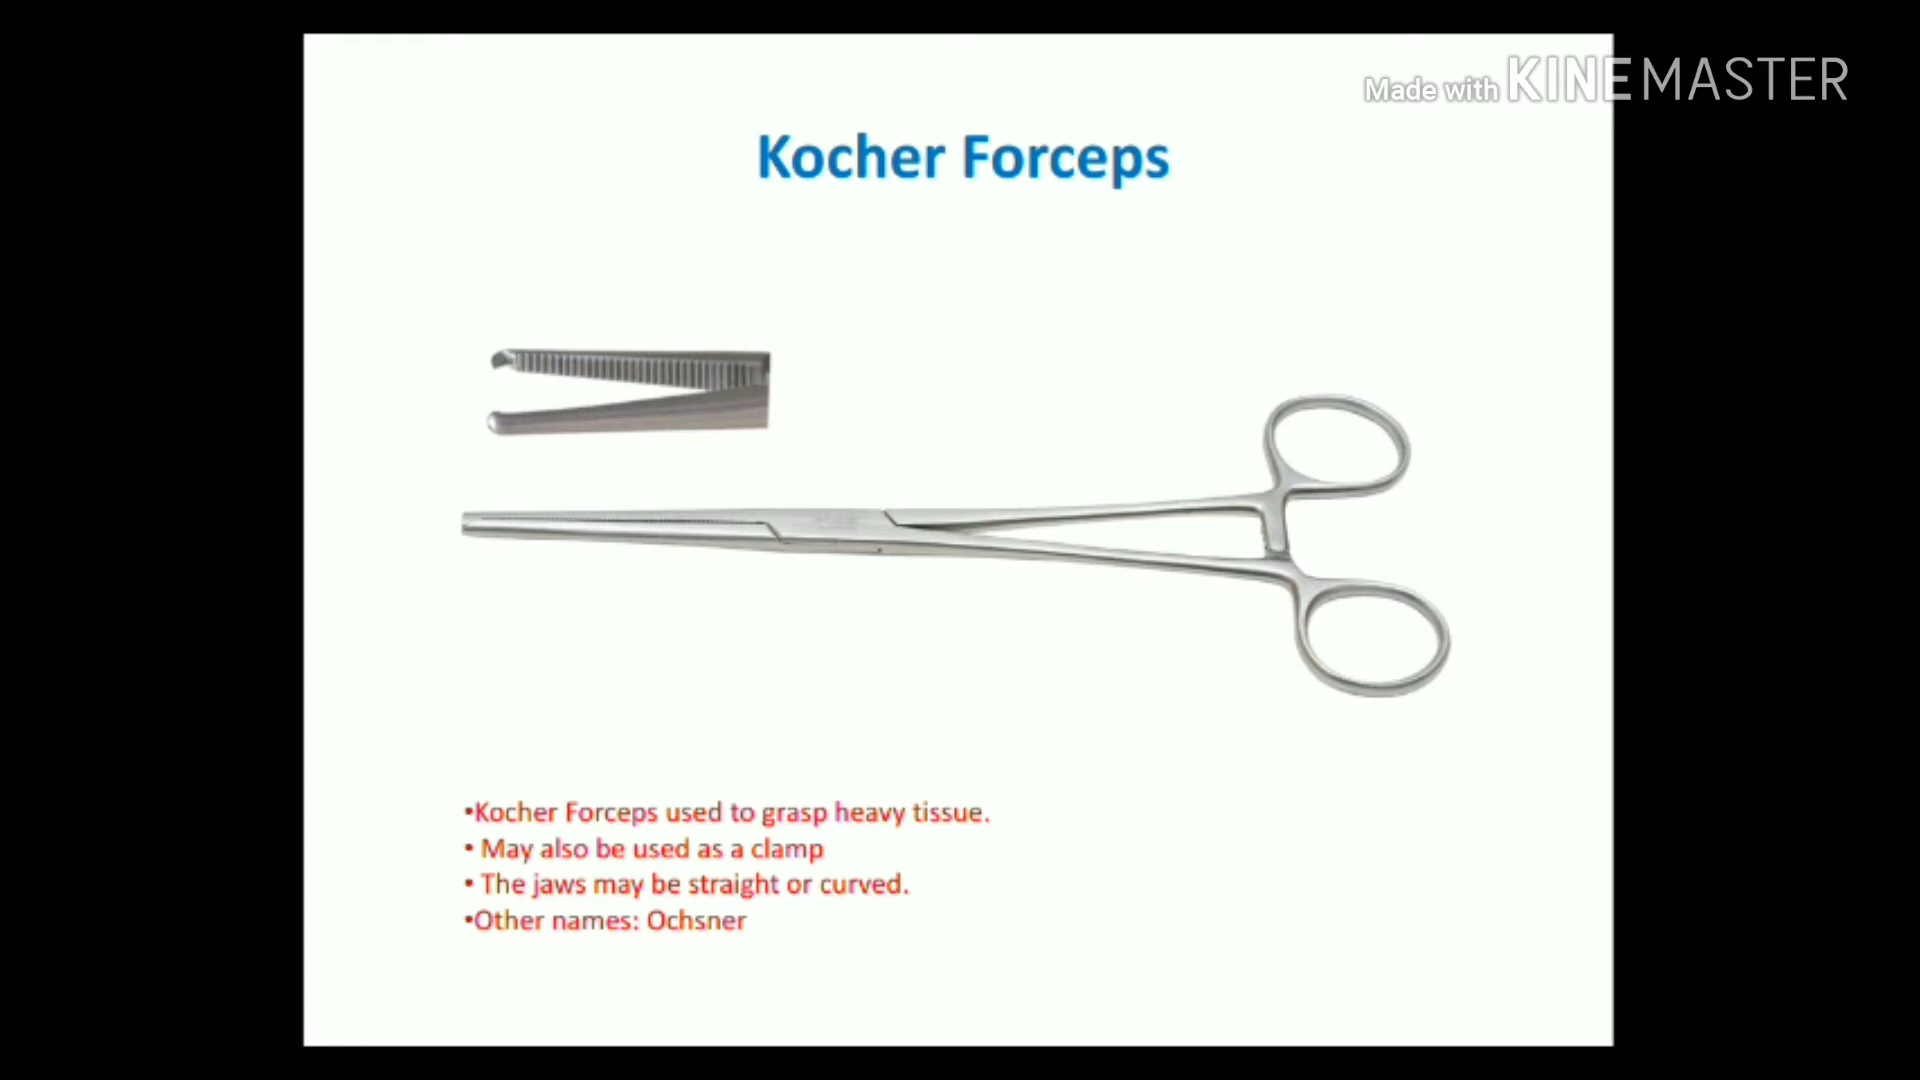 Made with KINEMASTER
Kocher Forceps
•Kocher Forceps used to grasp heavy tissue.
• May also be used as a clamp
• The jaws may be straight or curved.
•Other names: Ochsner